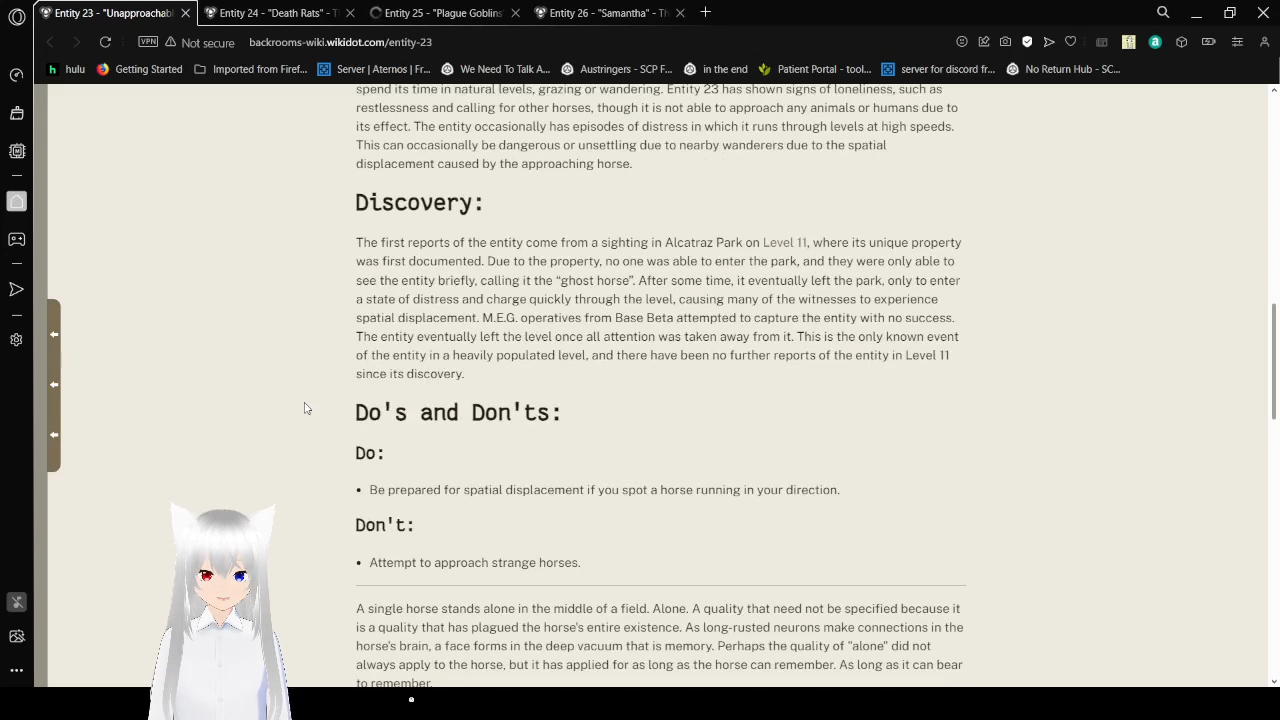 Entity 23 - "Unapproachabl
Entity 24 - "Death Rats" - T
Entity 25 - "Plague Goblins"
Entity 26 - "Samantha" - Th
VPN
Not secure
backrooms-wiki.wikidot.com/entity-23
hulu
Getting Started
Imported from Firef...
Server | Aternos | Fr...
We Need To Talk A...
Austringers - SCP F...
in the end
Patient Portal - tool...
server for discord fr...
No Return Hub - SC...
spend its time in natural levels, grazing or wandering. Entity 23 has shown signs of loneliness, such as
restlessness and calling for other horses, though it is not able to approach any animals or humans due to
its effect. The entity occasionally has episodes of distress in which it runs through levels at high speeds.
This can occasionally be dangerous or unsettling due to nearby wanderers due to the spatial
displacement caused by the approaching horse.
Discovery:
The first reports of the entity come from a sighting in Alcatraz Park on Level 11, where its unique property
was first documented. Due to the property, no one was able to enter the park, and they were only able to
see the entity briefly, calling it the “ghost horse”. After some time, it eventually left the park, only to enter
a state of distress and charge quickly through the level, causing many of the witnesses to experience
spatial displacement. M.E.G. operatives from Base Beta attempted to capture the entity with no success.
The entity eventually left the level once all attention was taken away from it. This is the only known event
of the entity in a heavily populated level, and there have been no further reports of the entity in Level 11
since its discovery.
Do's and Don'ts:
Do:
• Be prepared for spatial displacement if you spot a horse running in your direction.
Don't:
• Attempt to approach strange horses.
A single horse stands alone in the middle of a field. Alone. A quality that need not be specified because it
is a quality that has plagued the horse's entire existence. As long-rusted neurons make connections in the
horse's brain, a face forms in the deep vacuum that is memory. Perhaps the quality of "alone" did not
always apply to the horse, but it has applied for as long as the horse can remember. As long as it can bear
to remember.